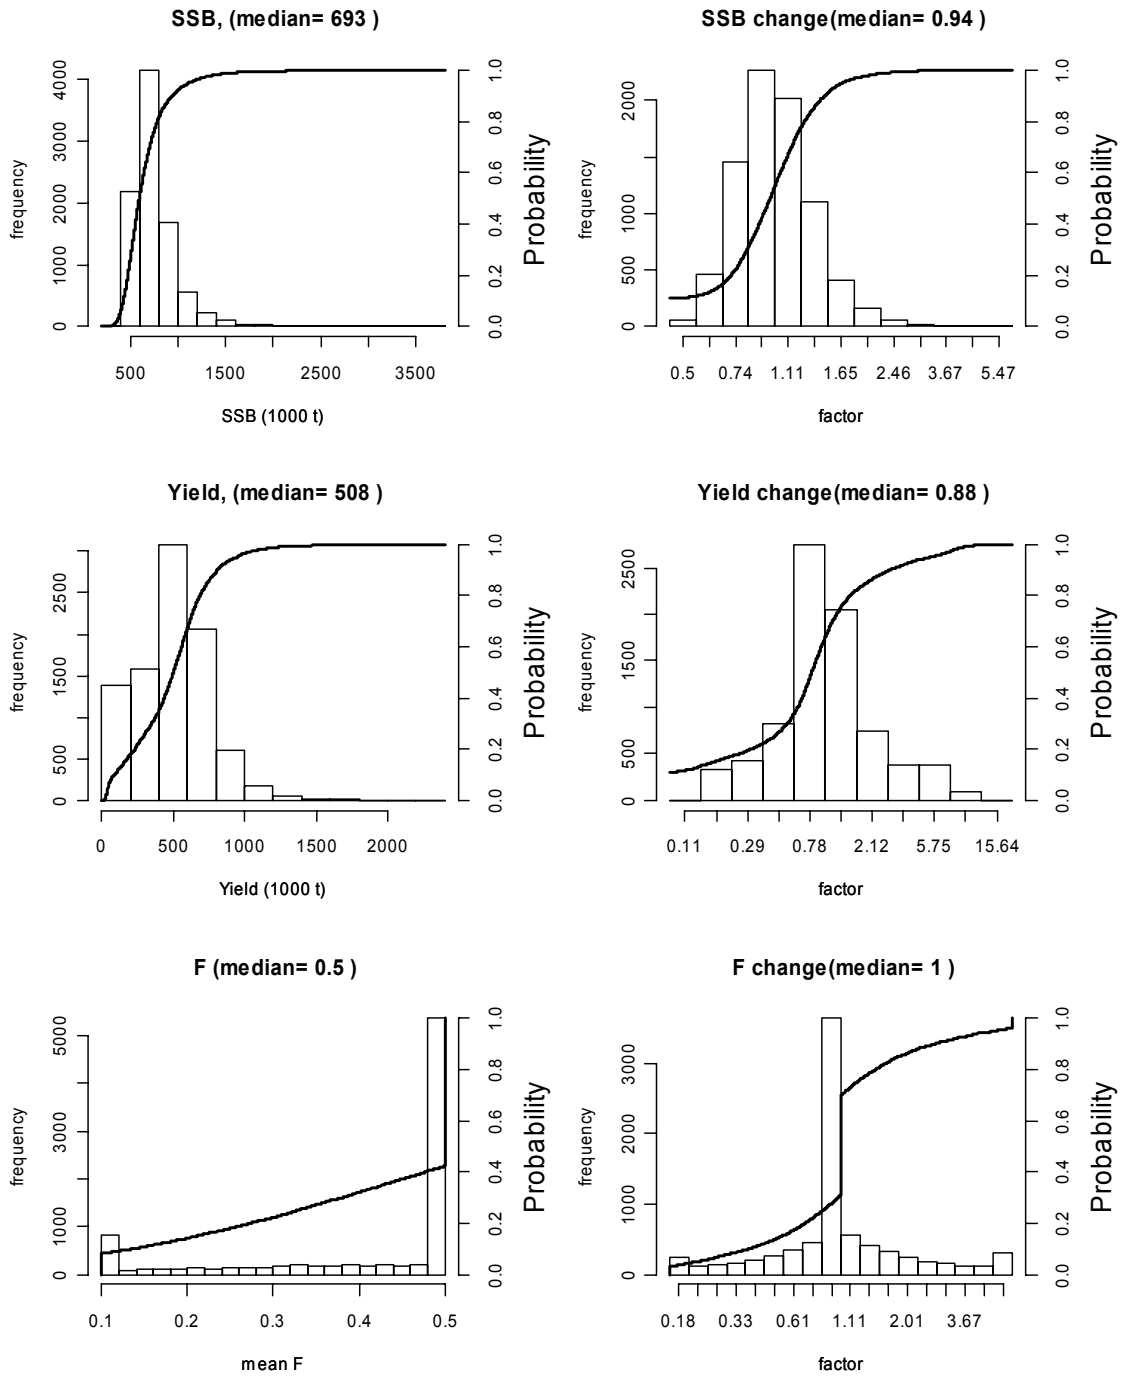 SSB, (median= 693 )
frequency
0 1000 2000 3000 4000
0.0 0.2 0.4 0.6 0.8 1.0
Probability
500 1500 2500 3500
SSB (1000 t)
SSB change(median= 0.94 )
frequency
0 500 1000 2000
0.0 0.2 0.4 0.6 0.8 1.0
Probability
0.5 0.74 1.11 1.65 2.46 3.67 5.47
factor
Yield, (median= 508 )
frequency
0 500 1500 2500
0.0 0.2 0.4 0.6 0.8 1.0
Probability
0 500 1000 1500 2000
Yield (1000 t)
Yield change(median= 0.88 )
frequency
0 500 1500 2500
0.0 0.2 0.4 0.6 0.8 1.0
Probability
0.11 0.29 0.78 2.12 5.75 15.64
factor
F (median= 0.5 )
frequency
0 1000 3000 5000
0.0 0.2 0.4 0.6 0.8 1.0
Probability
0.1 0.2 0.3 0.4 0.5
mean F
F change(median= 1 )
frequency
0 1000 2000 3000
0.0 0.2 0.4 0.6 0.8 1.0
Probability
0.18 0.33 0.61 1.11 2.01 3.67
factor